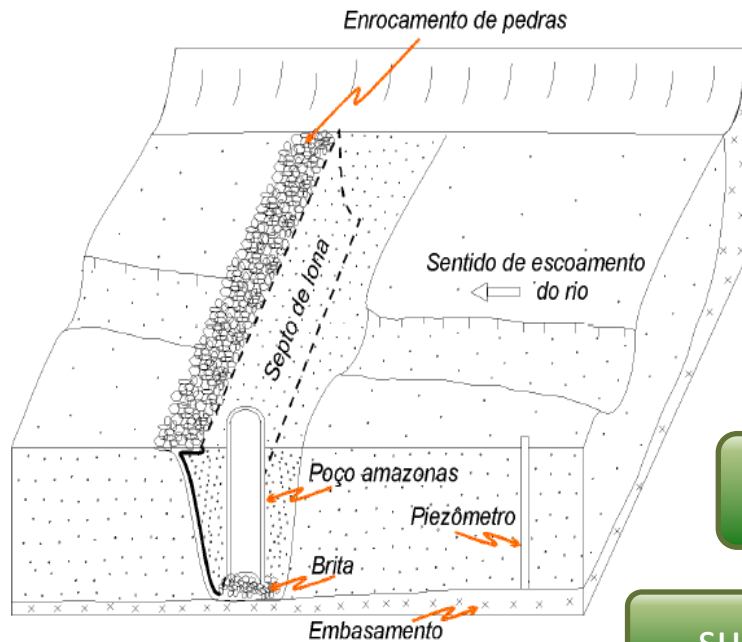 Enrocamento de pedras
Septo de lona
Sentido de escoamento
do rio
Poço amazonas
Piezômetro
Brita
Embasamento